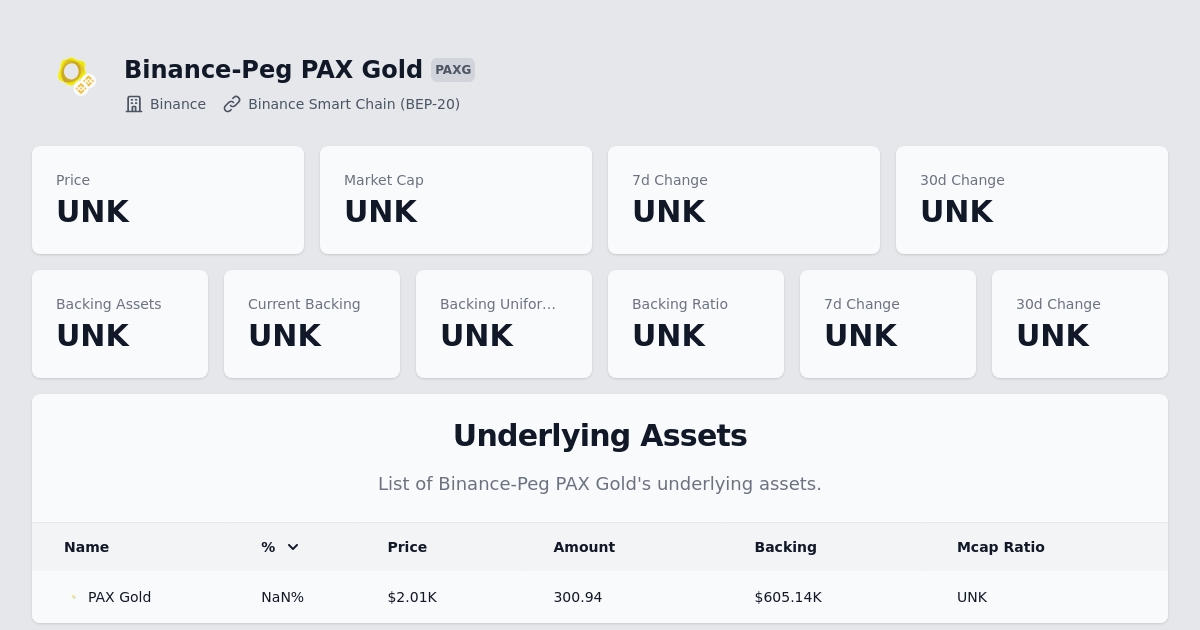 Binance-Peg PAX Gold PAXG
Binance Binance Smart Chain (BEP-20)
Price Market Cap 7d Change 30d Change
UNK UNK UNK UNK
Backing Assets Current Backing Backing Unifor... Backing Ratio 7d Change 30d Change
UNK UNK UNK UNK UNK UNK
Underlying Assets
List of Binance-Peg PAX Gold's underlying assets.
Name % Price Amount Backing Mcap Ratio
PAX Gold NaN% $2.01K 300.94 $605.14K UNK